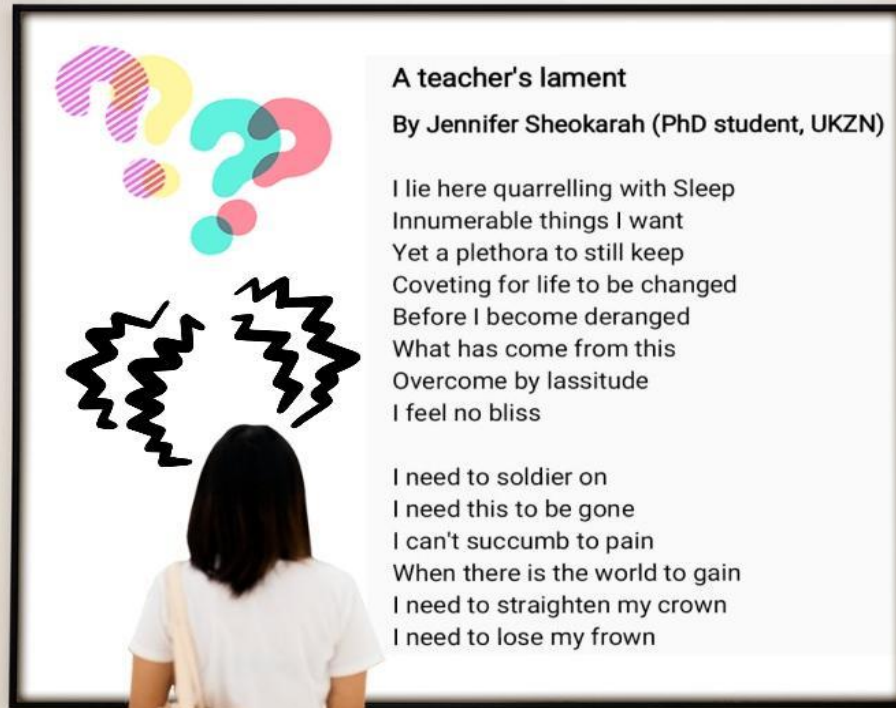 A teacher's lament
By Jennifer Sheokarah (PhD student, UKZN)
I lie here quarrelling with Sleep
Innumerable things I want
Yet a plethora to still keep
Coveting for life to be changed
Before I become deranged
What has come from this
Overcome by lassitude
I feel no bliss
I need to soldier on
I need this to be gone
I can't succumb to pain
When there is the world to gain
I need to straighten my crown
I need to lose my frown